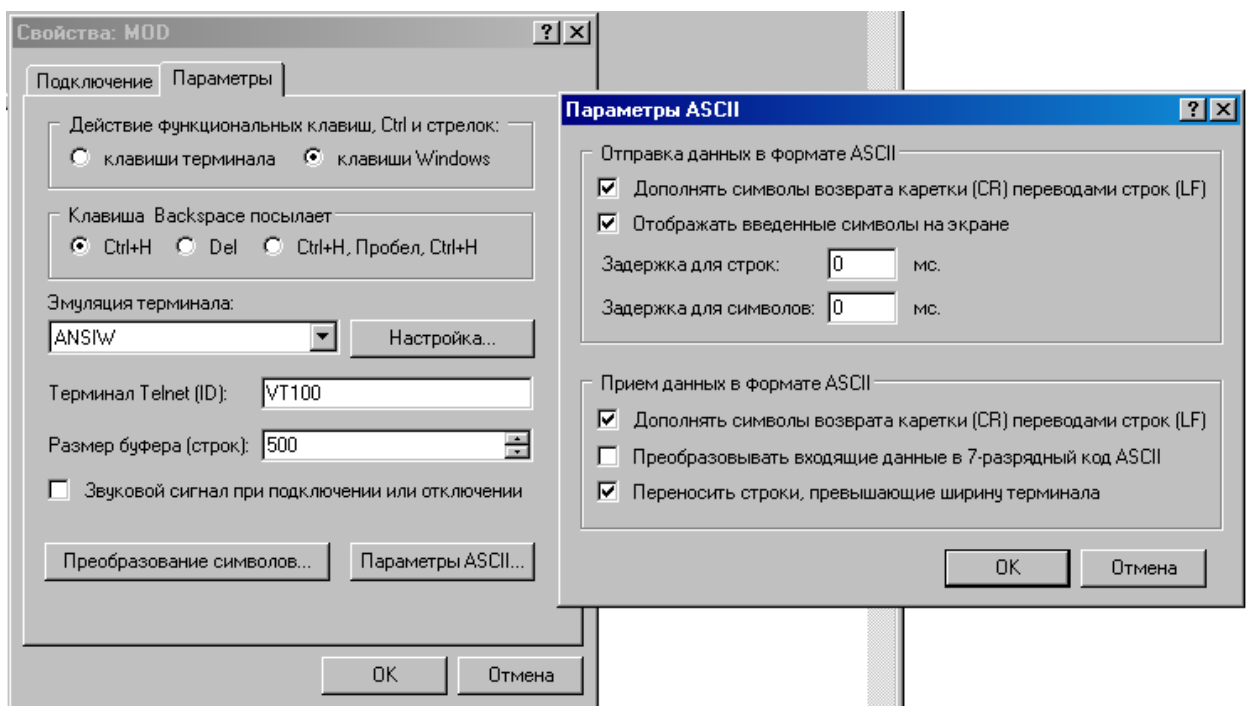 Свойства: MOD
Подключение
Параметры
Действие функциональных клавиш, Ctrl и стрелок:
клавиши терминала
клавиши Windows
Клавиша Backspace посылает
Ctrl+H
Del
Ctrl+H, Пробел, Ctrl+H
Эмуляция терминала:
ANSIW
Настройка...
Терминал Telnet (ID):
VT100
Размер буфера (строк):
500
Звуковой сигнал при подключении или отключении
Преобразование символов...
Параметры ASCII...
OK
Отмена
Параметры ASCII
Отправка данных в формате ASCII
Дополнять символы возврата каретки (CR) переводами строк (LF)
Отображать введенные символы на экране
Задержка для строк:
0
мс.
Задержка для символов:
0
мс.
Прием данных в формате ASCII
Дополнять символы возврата каретки (CR) переводами строк (LF)
Преобразовывать входящие данные в 7-разрядный код ASCII
Переносить строки, превышающие ширину терминала
OK
Отмена